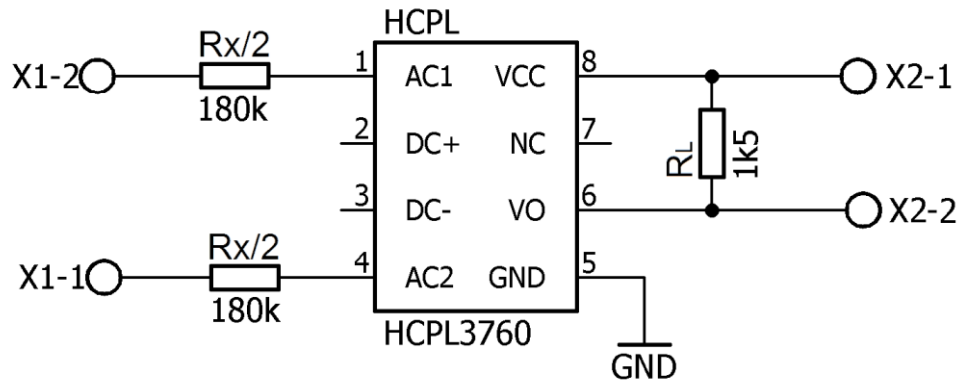 HCPL
Rx/2
X1-2
180k
1
AC1
VCC
8
X2-1
2
DC+
NC
7
RL
1k5
3
DC-
VO
6
X2-2
Rx/2
X1-1
180k
4
AC2
GND
5
HCPL3760
GND